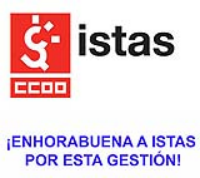 istas
CCOO
¡ENHORABUENA A ISTAS
POR ESTA GESTIÓN!